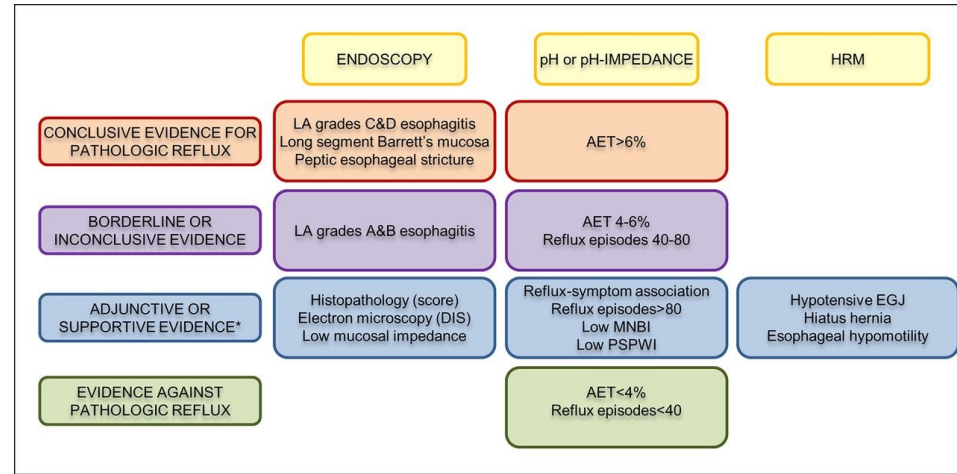 ENDOSCOPY
pH or pH-IMPEDANCE
HRM
CONCLUSIVE EVIDENCE FOR
PATHOLOGIC REFLUX
LA grades C&D esophagitis
Long segment Barrett's mucosa
Peptic esophageal stricture
AET>6%
BORDERLINE OR
INCONCLUSIVE EVIDENCE
LA grades A&B esophagitis
AET 4-6%
Reflux episodes 40-80
ADJUNCTIVE OR
SUPPORTIVE EVIDENCE*
Histopathology (score)
Electron microscopy (DIS)
Low mucosal impedance
Reflux-symptom association
Reflux episodes>80
Low MNBI
Low PSPWI
Hypotensive EGJ
Hiatus hernia
Esophageal hypomotility
EVIDENCE AGAINST
PATHOLOGIC REFLUX
AET<4%
Reflux episodes<40